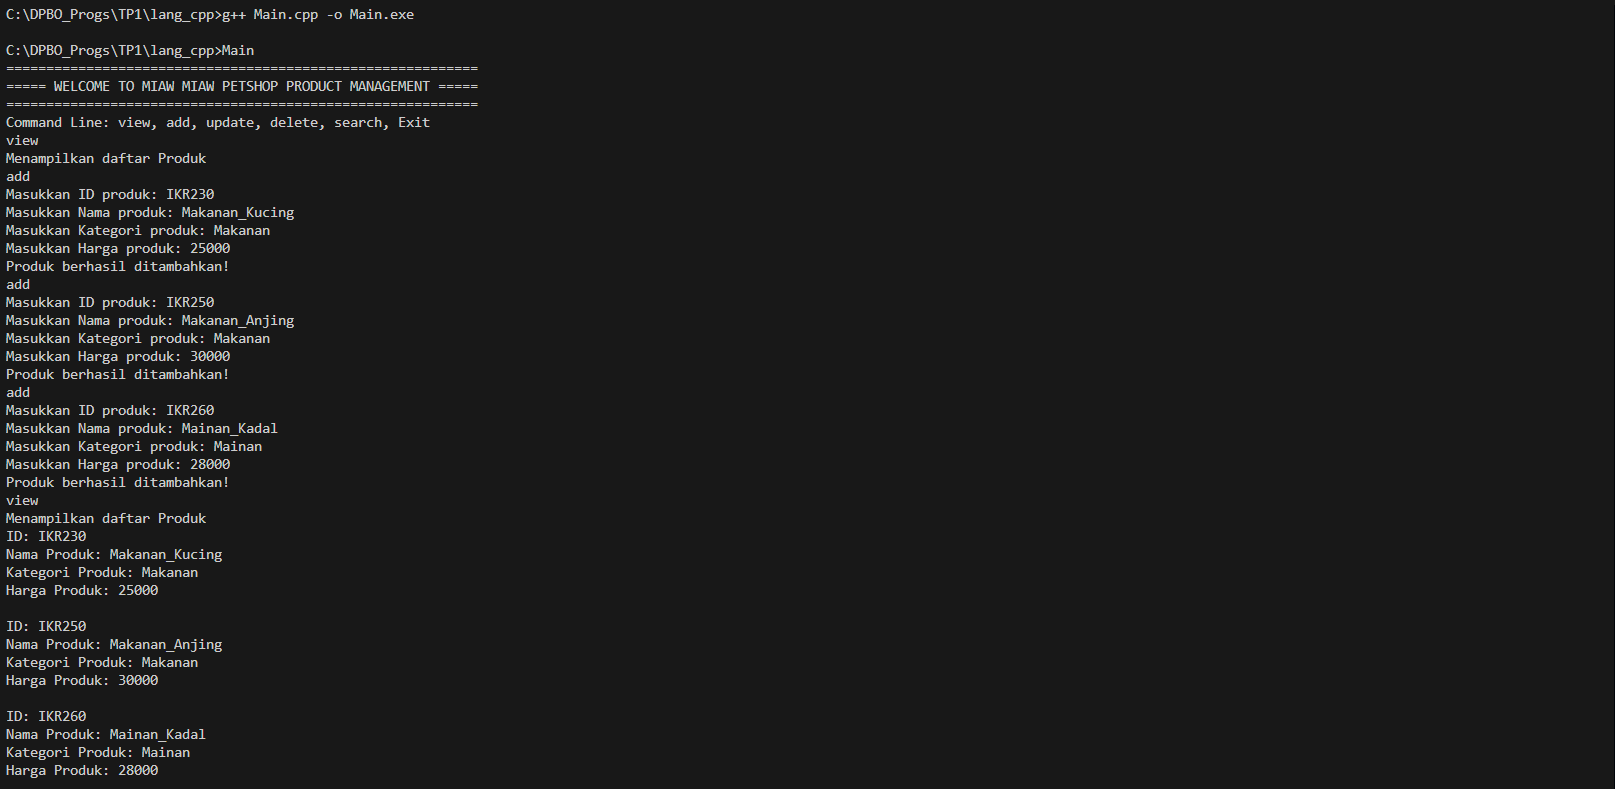 C:\DPBO_Progs\TP1\lang_cpp>g++ Main.cpp -o Main.exe
C:\DPBO_Progs\TP1\lang_cpp>Main
===========================================================
===== WELCOME TO MIAW MIAW PETSHOP PRODUCT MANAGEMENT =====
===========================================================
Command Line: view, add, update, delete, search, Exit
view
Menampilkan daftar Produk
add
Masukkan ID produk: IKR230
Masukkan Nama produk: Makanan_Kucing
Masukkan Kategori produk: Makanan
Masukkan Harga produk: 25000
Produk berhasil ditambahkan!
add
Masukkan ID produk: IKR250
Masukkan Nama produk: Makanan_Anjing
Masukkan Kategori produk: Makanan
Masukkan Harga produk: 30000
Produk berhasil ditambahkan!
add
Masukkan ID produk: IKR260
Masukkan Nama produk: Mainan_Kadal
Masukkan Kategori produk: Mainan
Masukkan Harga produk: 28000
Produk berhasil ditambahkan!
view
Menampilkan daftar Produk
ID: IKR230
Nama Produk: Makanan_Kucing
Kategori Produk: Makanan
Harga Produk: 25000
ID: IKR250
Nama Produk: Makanan_Anjing
Kategori Produk: Makanan
Harga Produk: 30000
ID: IKR260
Nama Produk: Mainan_Kadal
Kategori Produk: Mainan
Harga Produk: 28000